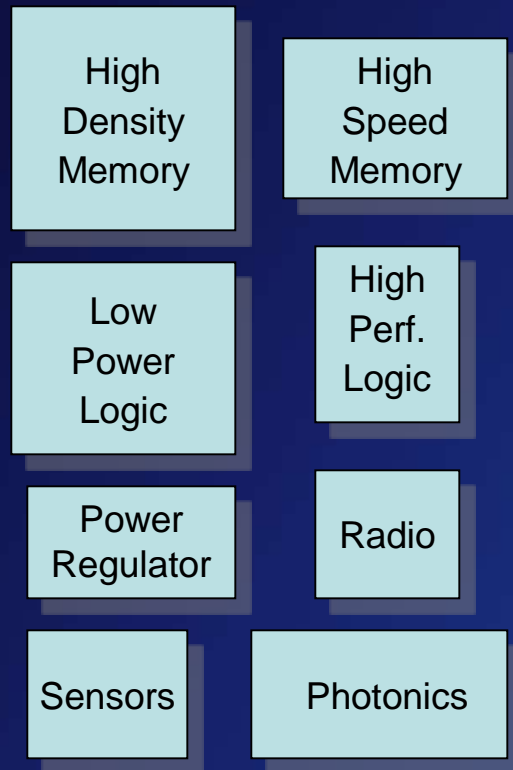 High
Density
Memory
High
Speed
Memory
Low
Power
Logic
High
Perf.
Logic
Power
Regulator
Radio
Sensors
Photonics